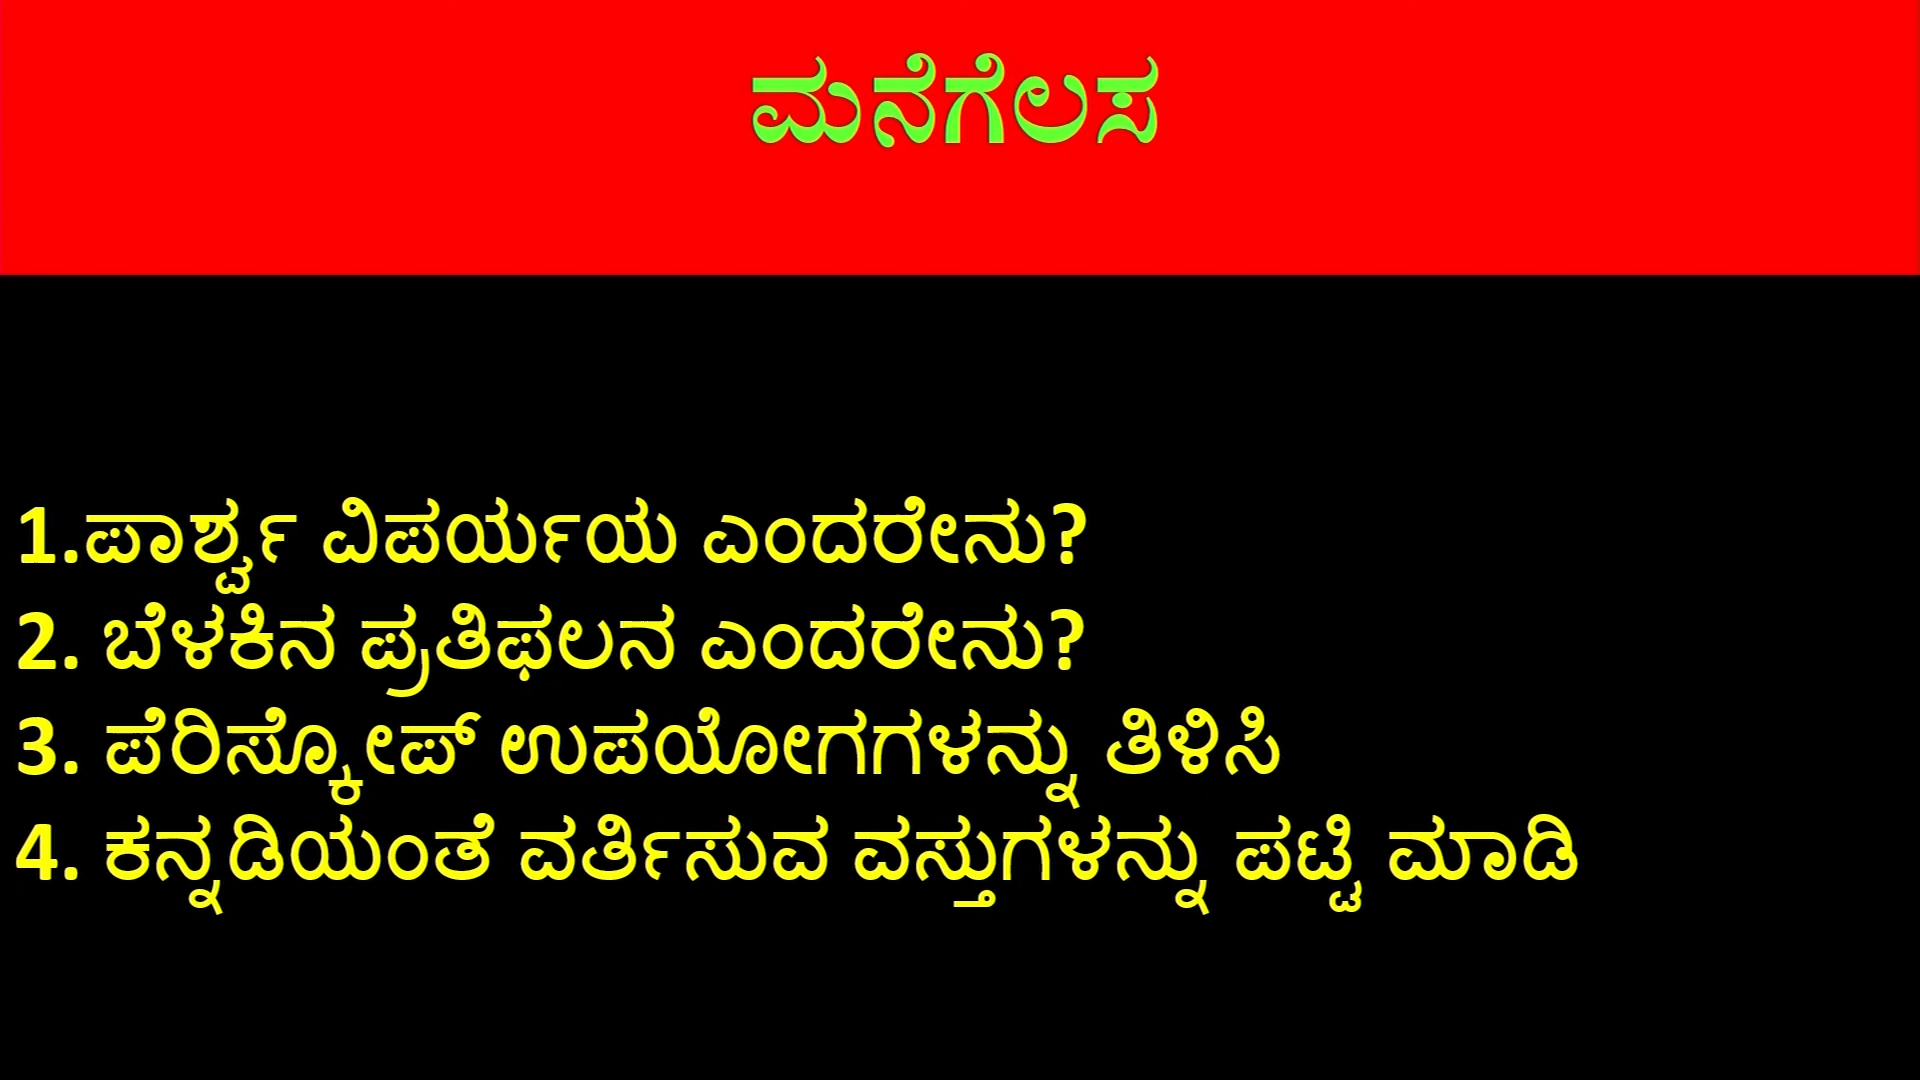 ಮನೆಗೆಲಸ
1.ಪಾರ್ಶ್ವ ವಿಪರ್ಯಯ ಎಂದರೇನು?
2. ಬೆಳಕಿನ ಪ್ರತಿಫಲನ ಎಂದರೇನು?
3. ಪೆರಿಸ್ಕೋಪ್ ಉಪಯೋಗಗಳನ್ನು ತಿಳಿಸಿ
4. ಕನ್ನಡಿಯಂತೆ ವರ್ತಿಸುವ ವಸ್ತುಗಳನ್ನು ಪಟ್ಟಿ ಮಾಡಿ